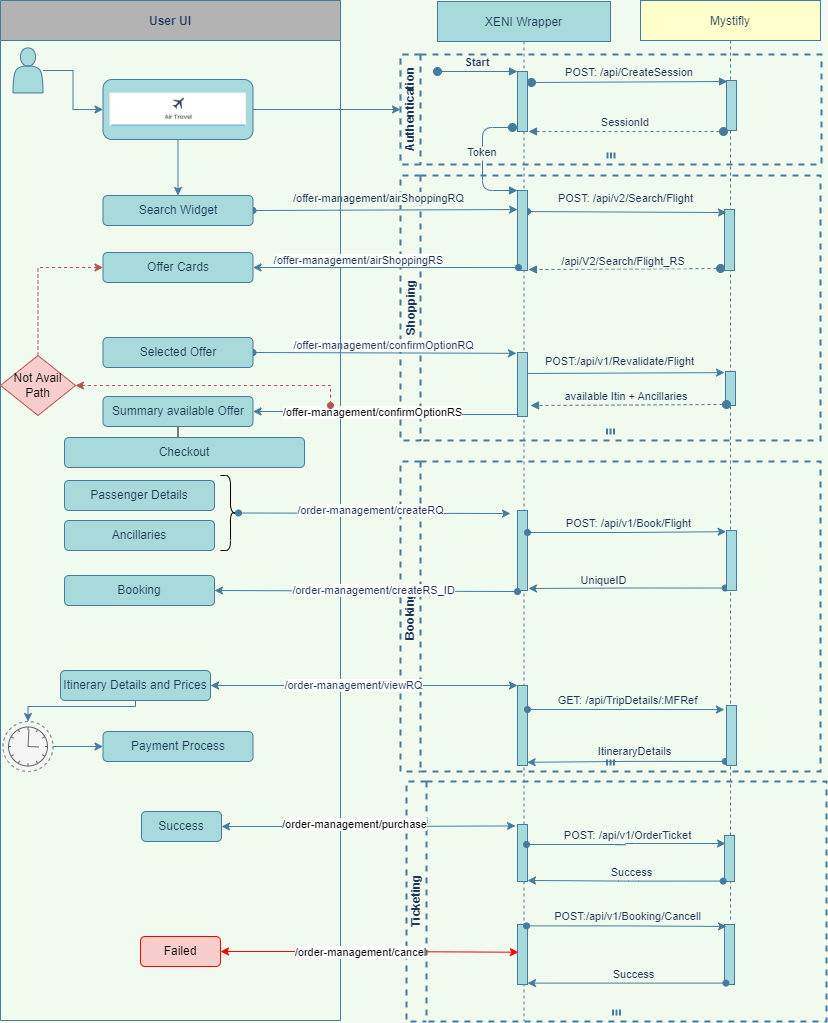 User UI
XENI Wrapper
Mystifly
Authentication
Start
POST: /api/CreateSession
Air Travel
SessionId
Token
Search Widget
/offer-management/airShoppingRQ
POST: /api/v2/Search/Flight
Offer Cards
/offer-management/airShoppingRS
/api/V2/Search/Flight_RS
Shopping
Selected Offer
/offer-management/confirmOptionRQ
POST:/api/v1/Revalidate/Flight
Not Avail
Path
Summary available Offer
/offer-management/confirmOptionRS
available Itin + Ancillaries
Checkout
Passenger Details
/order-management/createRQ
POST: /api/v1/Book/Flight
Ancillaries
Booking
/order-management/createRS_ID
UniqueID
Booking
Itinerary Details and Prices
/order-management/viewRQ
GET: /api/TripDetails/:MFRef
Payment Process
ItineraryDetails
Success
/order-management/purchase
POST: /api/v1/OrderTicket
Success
Ticketing
POST:/api/v1/Booking/Cancell
Failed
/order-management/cancel
Success